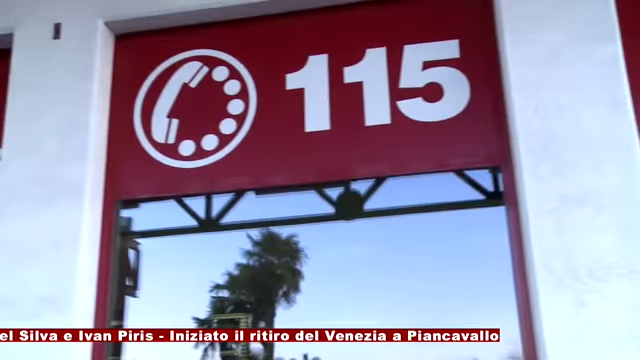 115
el Silva e Ivan Piris - Iniziato il ritiro del Venezia a Piancavallo